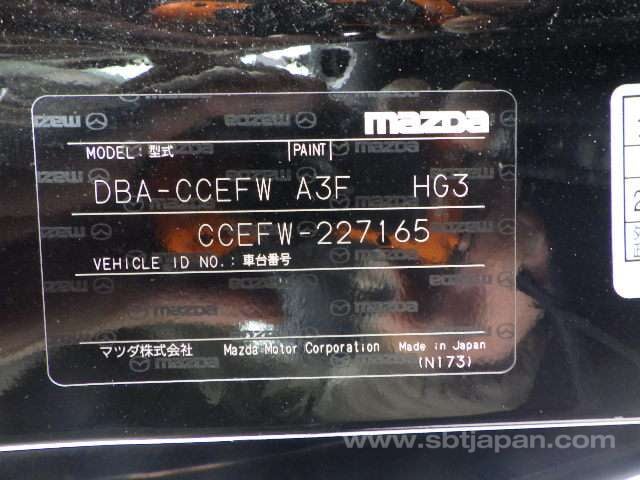 mazda
MODEL: 型式 PAINT
DBA-CCEFW A3F HG3
CCEFW-227165
VEHICLE ID NO.: 車台番号
マツダ株式会社 Mazda Motor Corporation Made in Japan
(N173)
www.sbtjapan.com